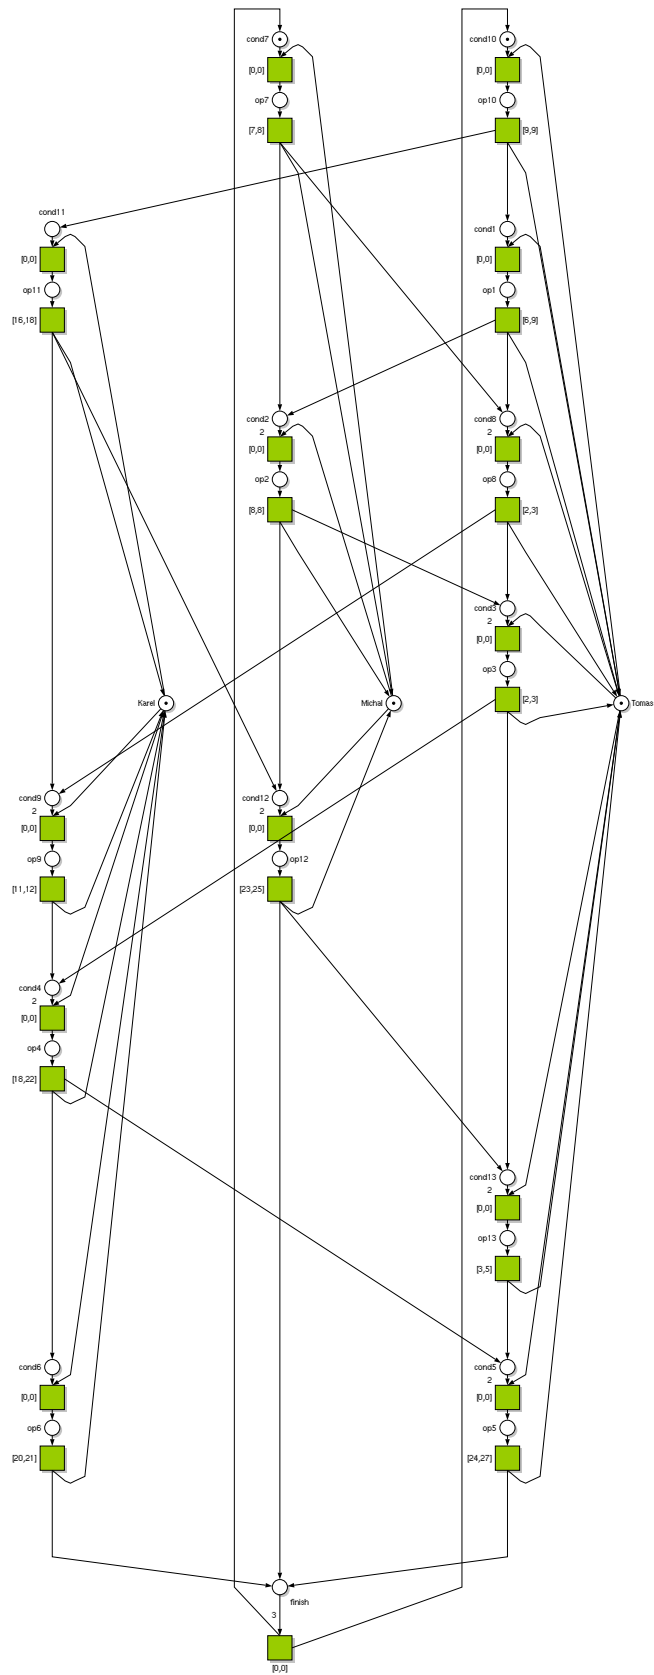 cond7
cond10
[0,0]
[0,0]
op7
op10
[7,8]
[9,9]
cond11
cond1
[0,0]
[0,0]
op11
op1
[16,18]
[6,9]
cond2
cond8
2
2
[0,0]
[0,0]
op2
op8
[8,8]
[2,3]
cond3
2
[0,0]
op3
[2,3]
Karel
Michal
Tomas
cond9
cond12
2
2
[0,0]
[0,0]
op9
op12
[11,12]
[23,25]
cond4
2
[0,0]
op4
[18,22]
cond13
2
[0,0]
op13
[3,5]
cond6
cond5
2
[0,0]
[0,0]
op6
op5
[20,21]
[24,27]
finish
3
[0,0]